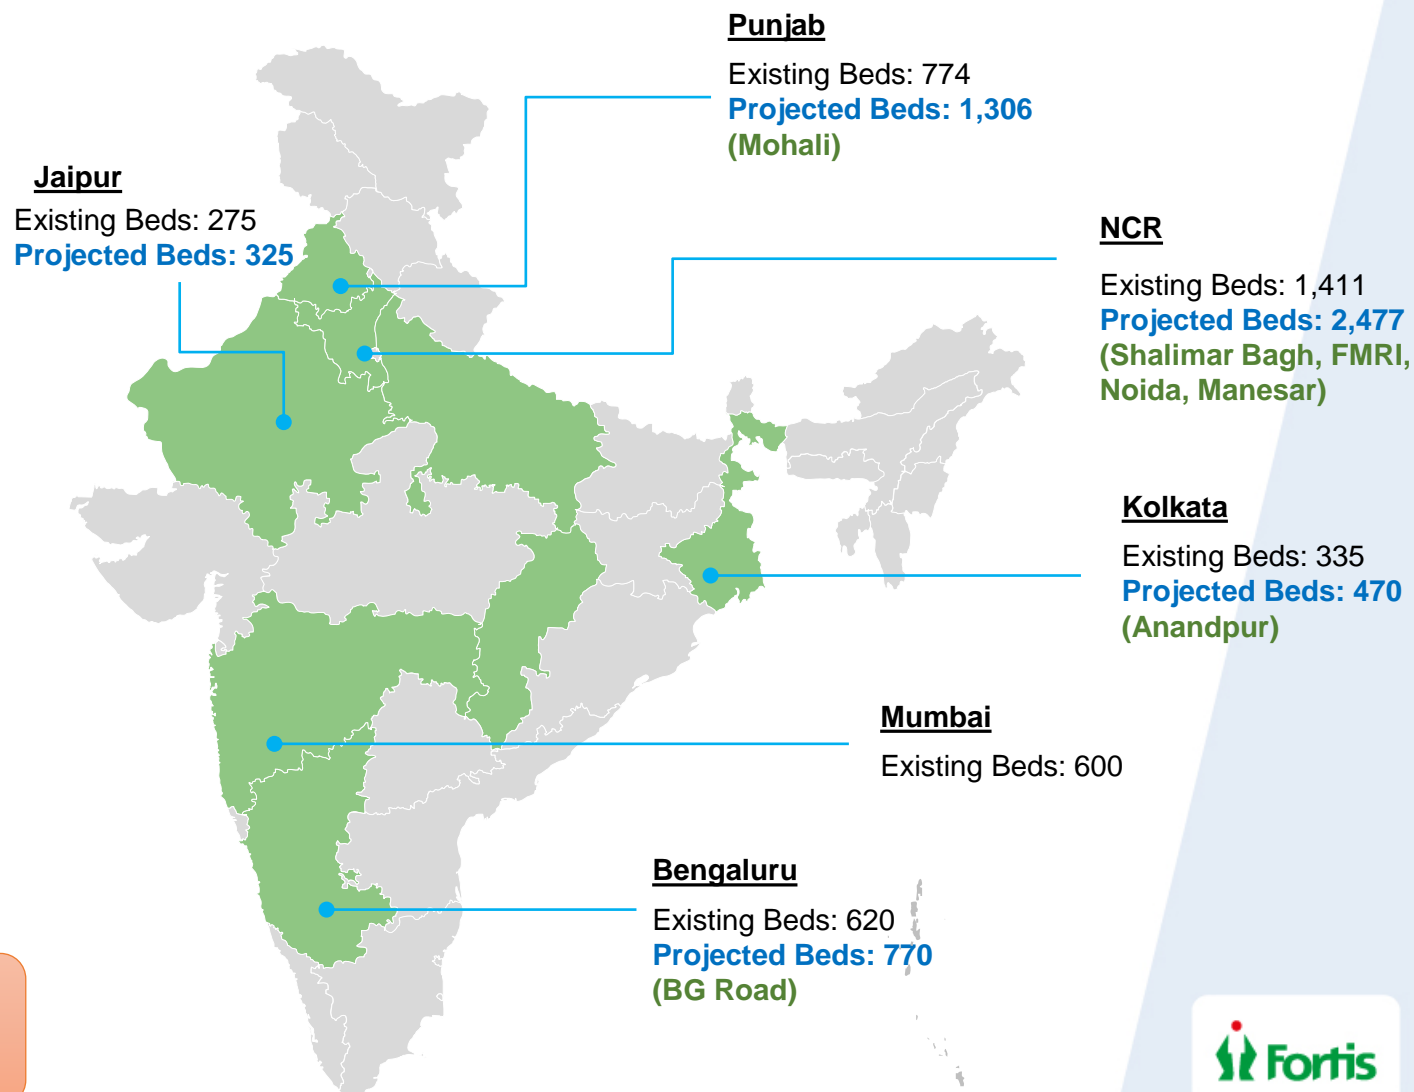 Punjab
Existing Beds: 774
Projected Beds: 1,306
(Mohali)
Jaipur
Existing Beds: 275
Projected Beds: 325
NCR
Existing Beds: 1,411
Projected Beds: 2,477
(Shalimar Bagh, FMRI,
Noida, Manesar)
Kolkata
Existing Beds: 335
Projected Beds: 470
(Anandpur)
Mumbai
Existing Beds: 600
Bengaluru
Existing Beds: 620
Projected Beds: 770
(BG Road)
Fortis